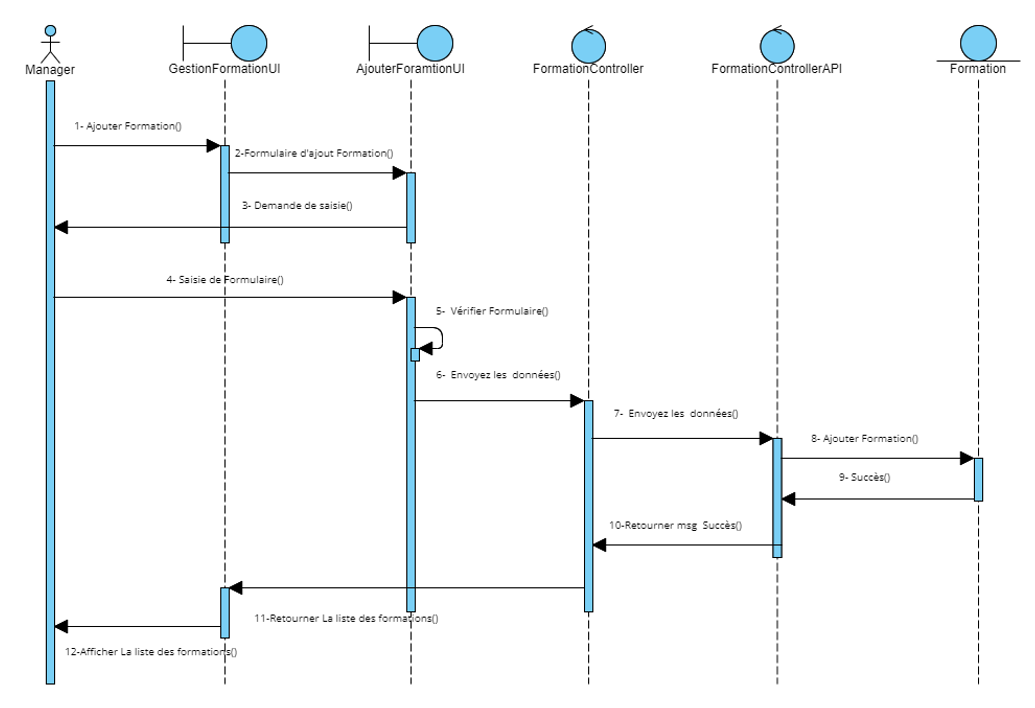 Manager
GestionFormationUI
AjouterForamtionUI
FormationController
FormationControllerAPI
Formation
1- Ajouter Formation()
2-Formulaire d'ajout Formation()
3- Demande de saisie()
4- Saisie de Formulaire()
5- Vérifier Formulaire()
6- Envoyez les données()
7- Envoyez les données()
8- Ajouter Formation()
9- Succès()
10-Retourner msg Succès()
11-Retourner La liste des formations()
12-Afficher La liste des formations()